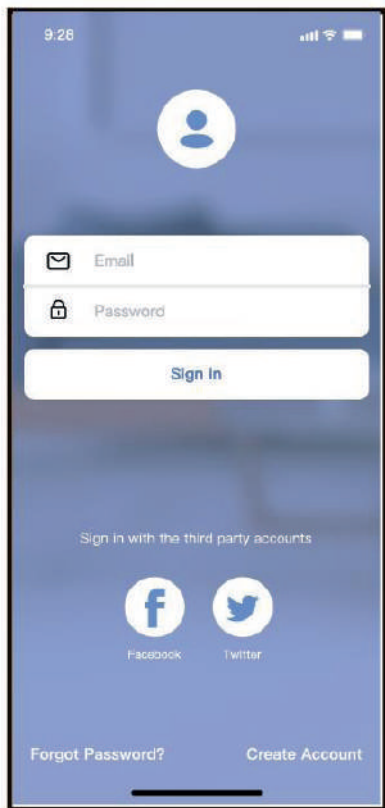 9:28
Email
Password
Sign In
Sign in with the third party accounts
Facebook Twitter
Forgot Password? Create Account